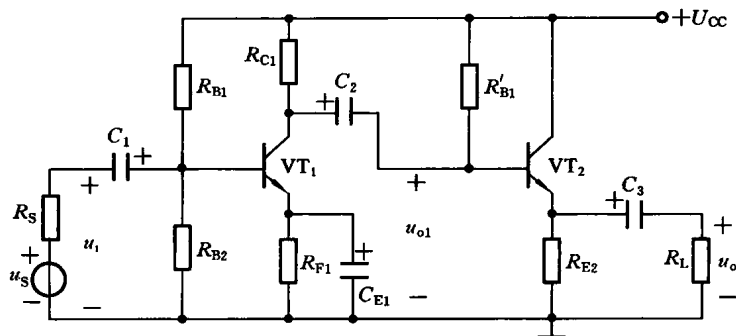 +U_CC
R_C1
C_2
R_B1
R'_B1
C_1
VT_1
VT_2
C_3
R_S
u_i
u_o1
R_B2
R_F1
R_E2
R_L
u_o
u_S
C_E1